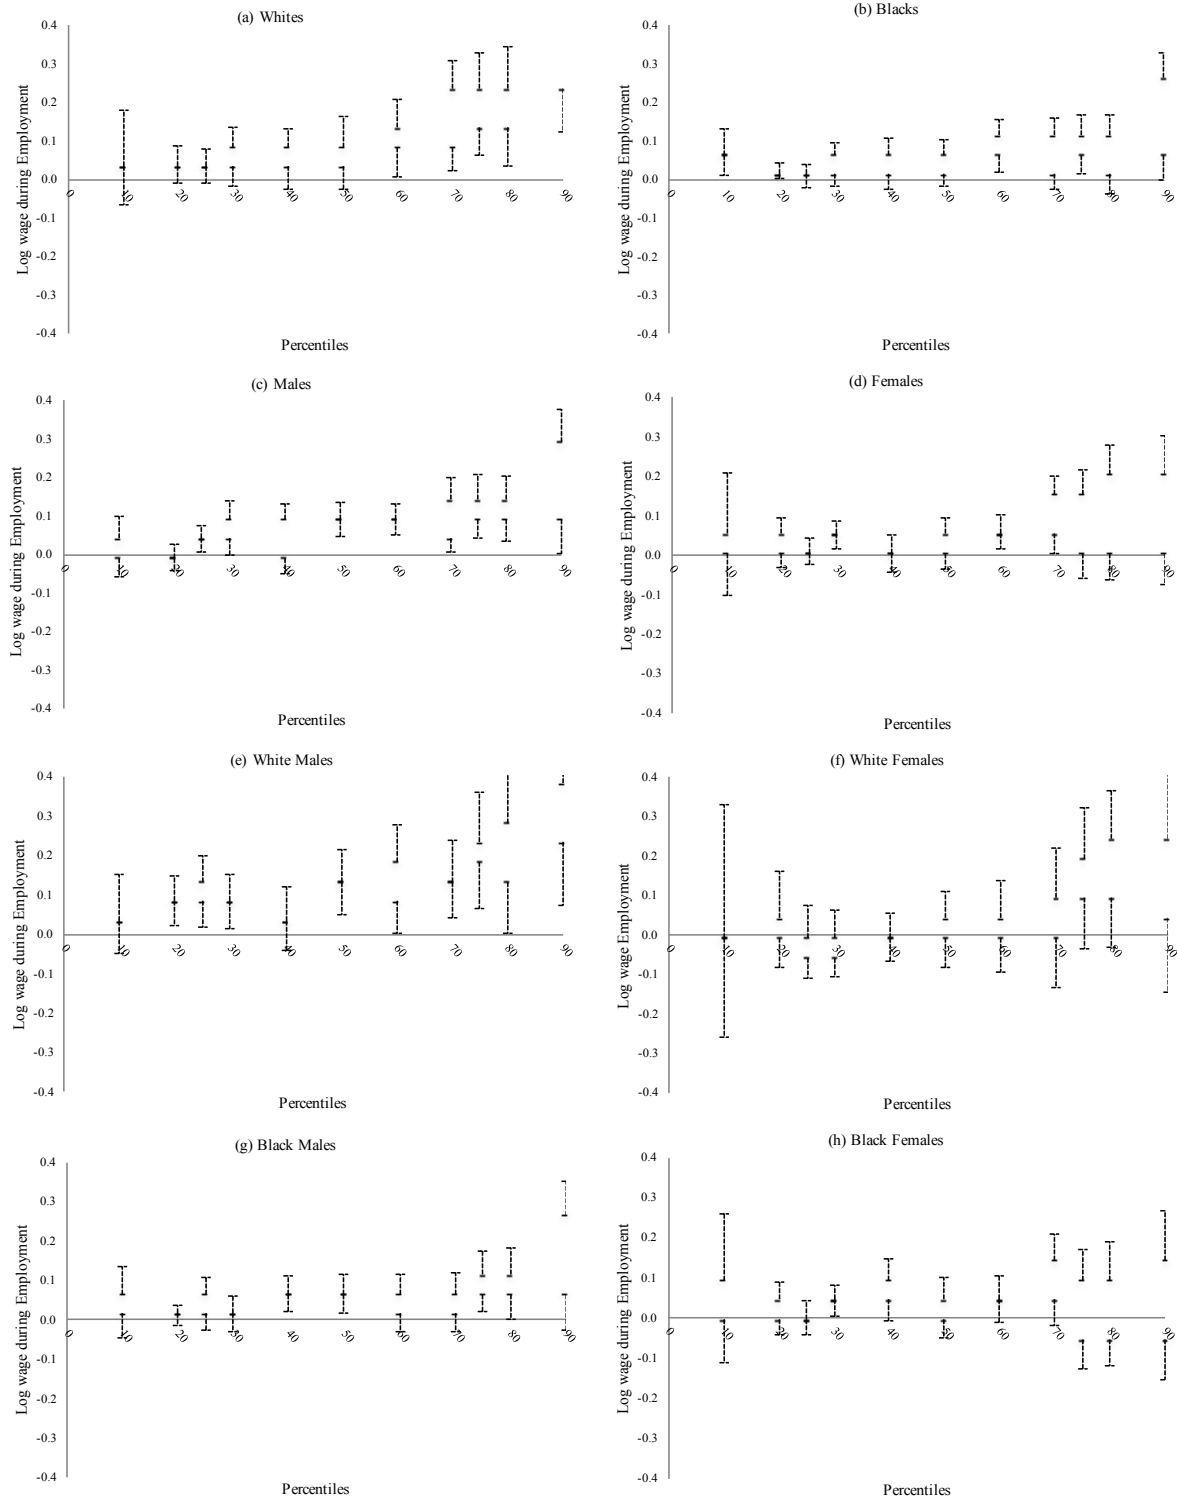 (a) Whites
Log wage during Employment
0.4
0.3
0.2
0.1
0.0
-0.1
-0.2
-0.3
-0.4
0 10 20 30 40 50 60 70 80 90
Percentiles
(b) Blacks
Log wage during Employment
0.4
0.3
0.2
0.1
0.0
-0.1
-0.2
-0.3
-0.4
0 10 20 30 40 50 60 70 80 90
Percentiles
(c) Males
Log wage during Employment
0.4
0.3
0.2
0.1
0.0
-0.1
-0.2
-0.3
-0.4
0 10 20 30 40 50 60 70 80 90
Percentiles
(d) Females
Log wage during Employment
0.4
0.3
0.2
0.1
0.0
-0.1
-0.2
-0.3
-0.4
0 10 20 30 40 50 60 70 80 90
Percentiles
(e) White Males
Log wage during Employment
0.4
0.3
0.2
0.1
0.0
-0.1
-0.2
-0.3
-0.4
0 10 20 30 40 50 60 70 80 90
Percentiles
(f) White Females
Log wage Employment
0.4
0.3
0.2
0.1
0.0
-0.1
-0.2
-0.3
-0.4
0 10 20 30 40 50 60 70 80 90
Percentiles
(g) Black Males
Log wage during Employment
0.4
0.3
0.2
0.1
0.0
-0.1
-0.2
-0.3
-0.4
0 10 20 30 40 50 60 70 80 90
Percentiles
(h) Black Females
Log wage during Employment
0.4
0.3
0.2
0.1
0.0
-0.1
-0.2
-0.3
-0.4
0 10 20 30 40 50 60 70 80 90
Percentiles